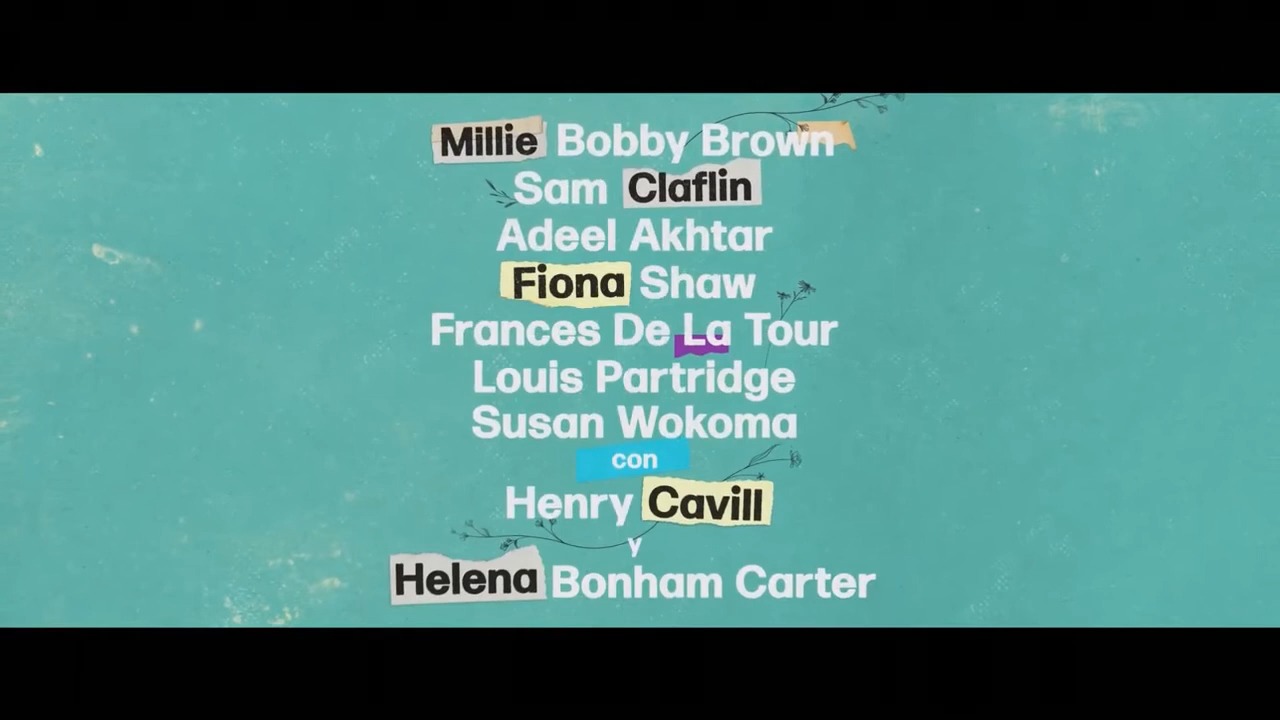 Millie Bobby Brown
Sam Claflin
Adeel Akhtar
Fiona Shaw
Frances De La Tour
Louis Partridge
Susan Wokoma
con
Henry Cavill
y
Helena Bonham Carter